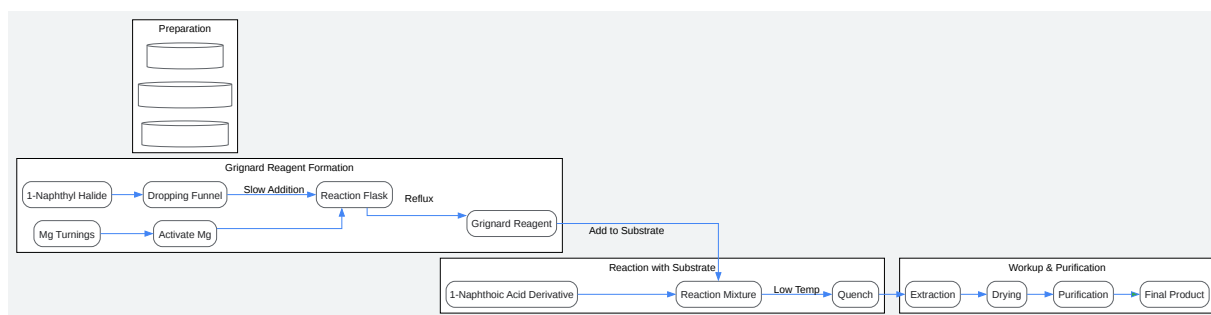 Preparation
Grignard Reagent Formation
1-Naphthyl Halide
Dropping Funnel
Slow Addition
Reaction Flask
Reflux
Mg Turnings
Activate Mg
Grignard Reagent
Add to Substrate
Reaction with Substrate
1-Naphthoic Acid Derivative
Reaction Mixture
Low Temp
Quench
Workup & Purification
Extraction
Drying
Purification
Final Product